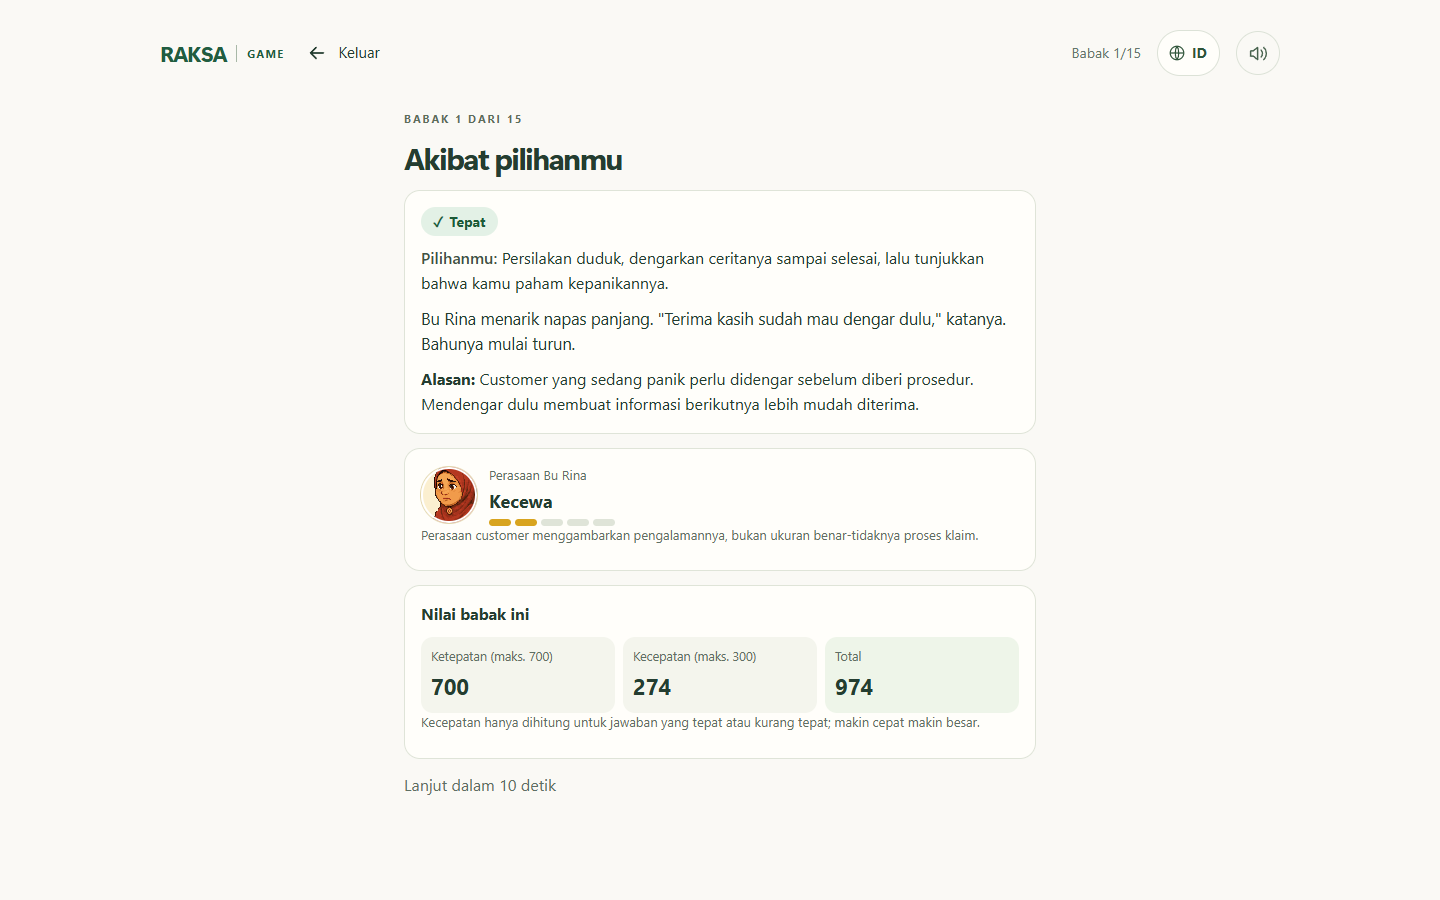 RAKSA GAME ← Keluar Babak 1/15 ID
BABAK 1 DARI 15
Akibat pilihanmu
✓ Tepat
Pilihanmu: Persilakan duduk, dengarkan ceritanya sampai selesai, lalu tunjukkan
bahwa kamu paham kepanikannya.
Bu Rina menarik napas panjang. "Terima kasih sudah mau dengar dulu," katanya.
Bahunya mulai turun.
Alasan: Customer yang sedang panik perlu didengar sebelum diberi prosedur.
Mendengar dulu membuat informasi berikutnya lebih mudah diterima.
Perasaan Bu Rina
Kecewa
Perasaan customer menggambarkan pengalamannya, bukan ukuran benar-tidaknya proses klaim.
Nilai babak ini
Ketepatan (maks. 700) Kecepatan (maks. 300) Total
700 274 974
Kecepatan hanya dihitung untuk jawaban yang tepat atau kurang tepat; makin cepat makin besar.
Lanjut dalam 10 detik